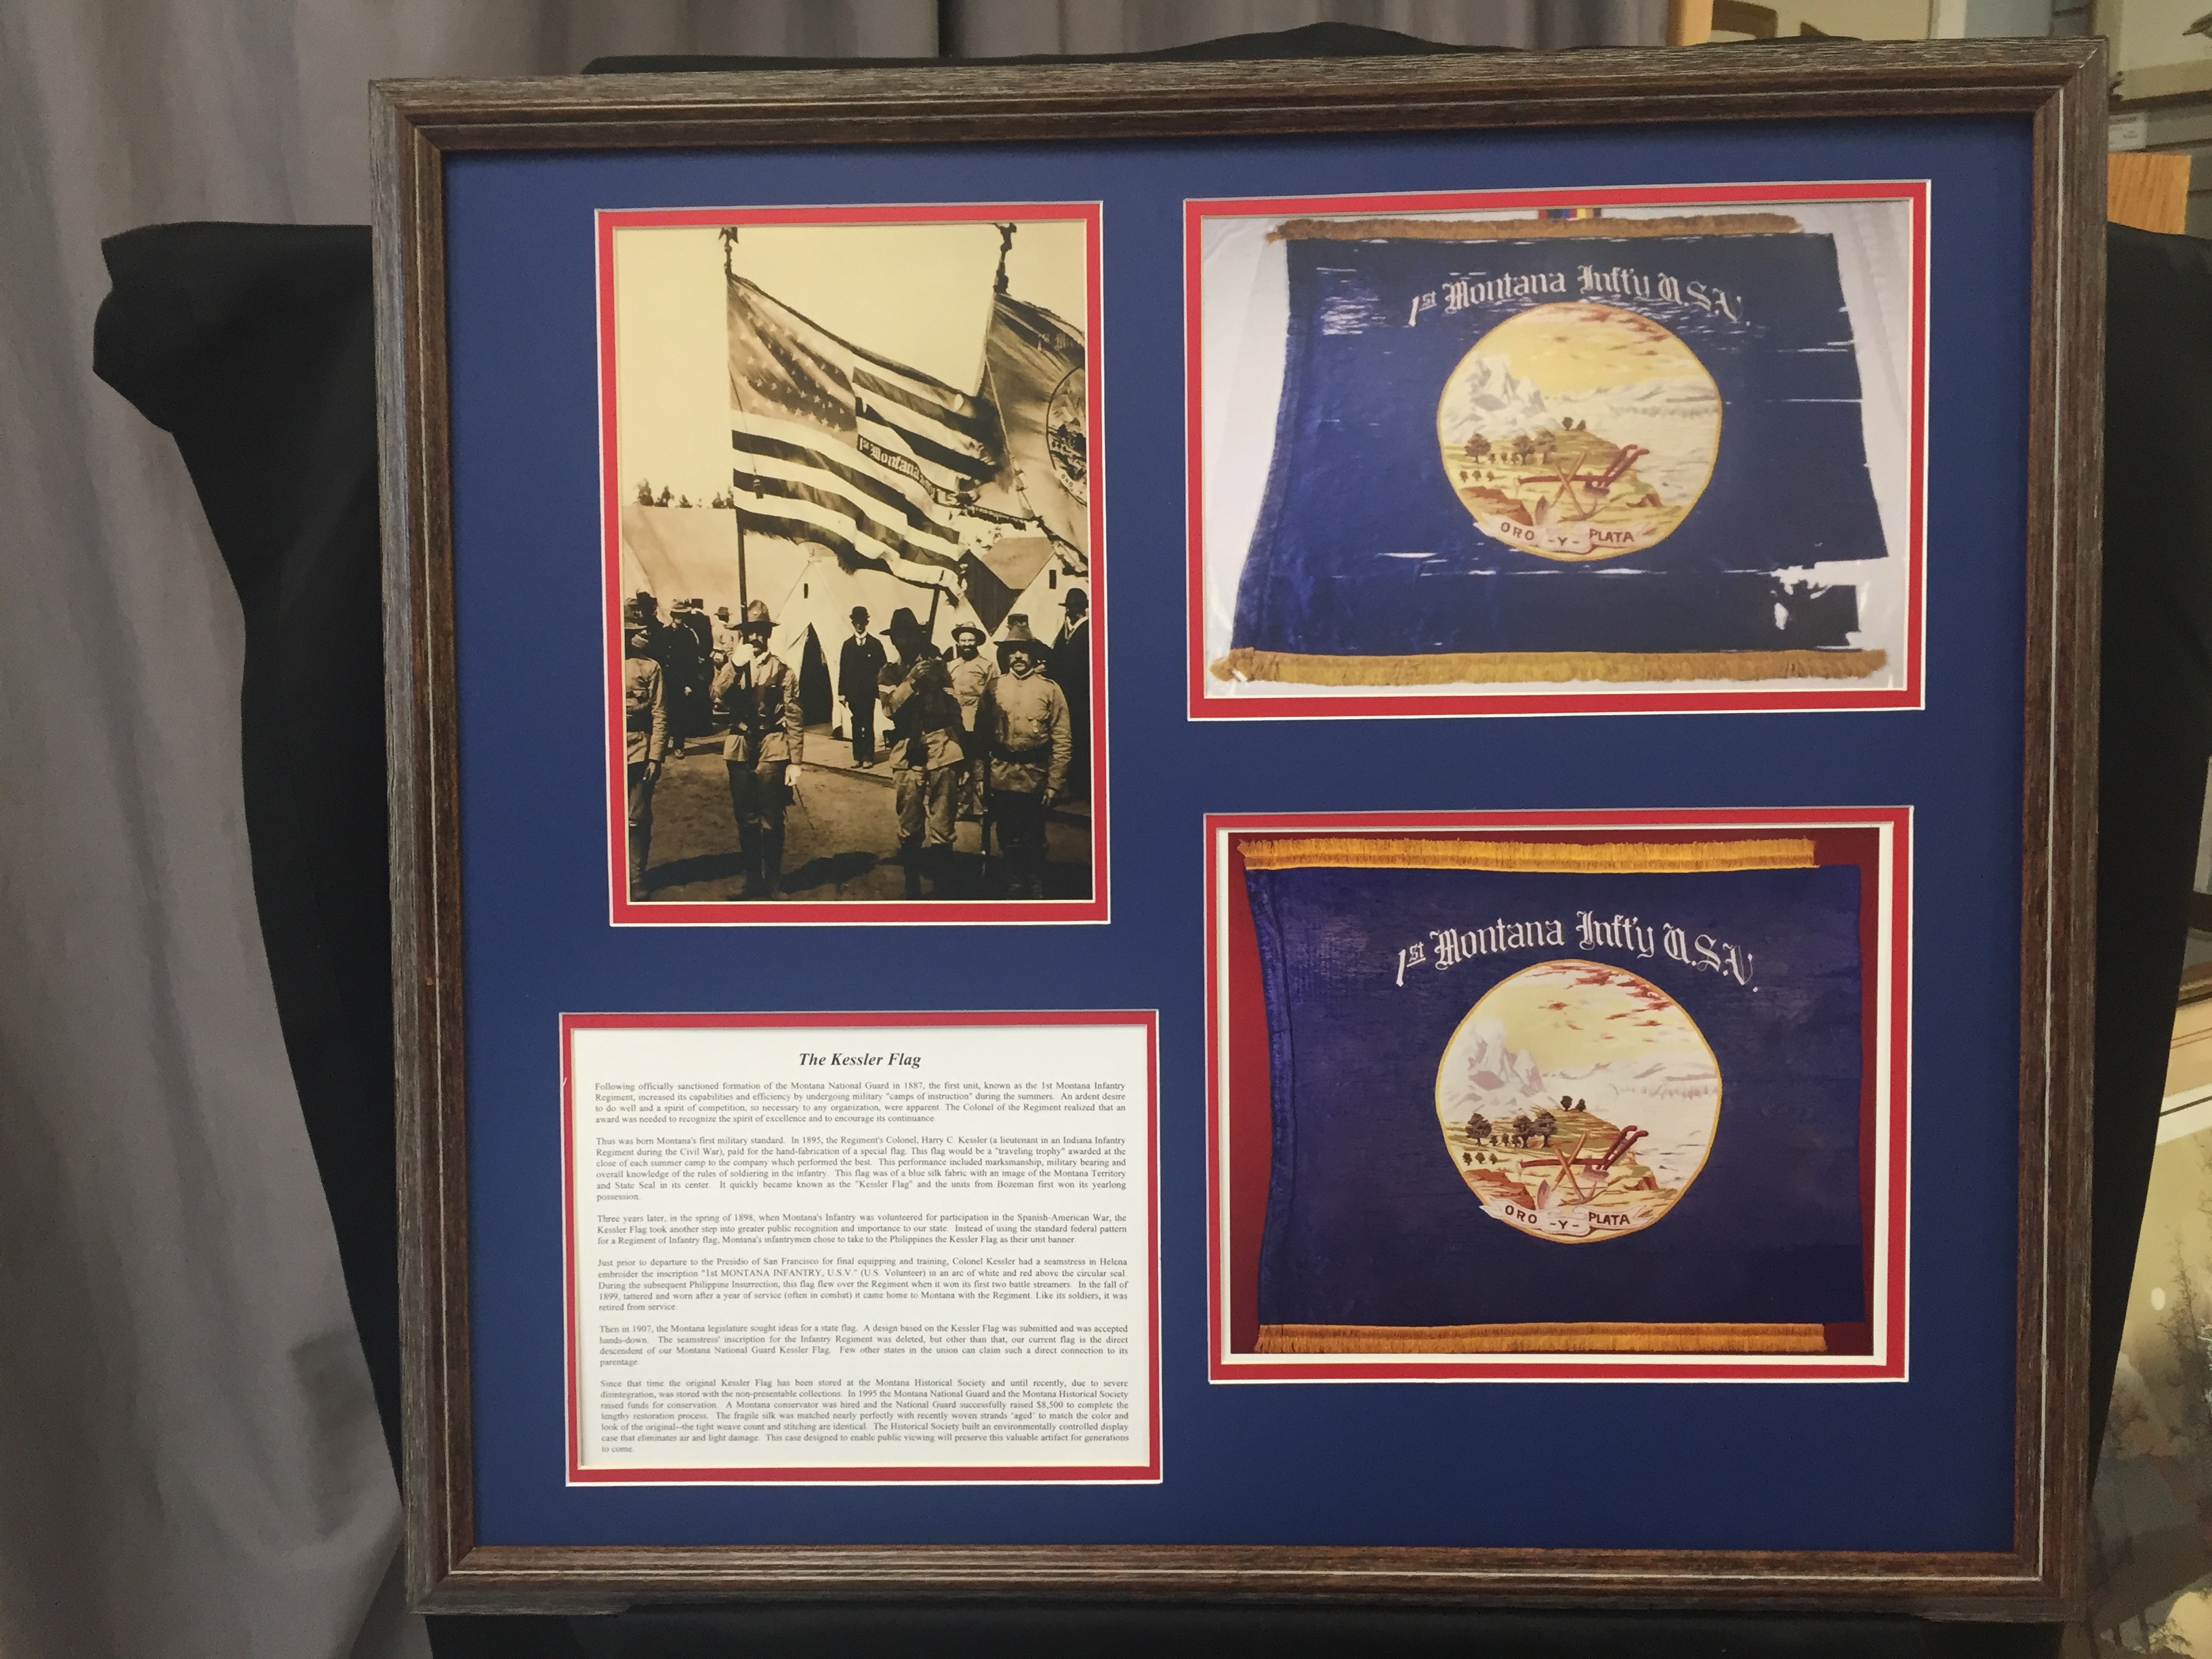 1st Montana
L.S.
1st Montana Inft'y U.S.V.
ORO -Y- PLATA
1st Montana Inft'y U.S.V.
ORO -Y- PLATA
The Kessler Flag
Following officially sanctioned formation of the Montana National Guard in 1887, the first unit, known as the 1st Montana Infantry
Regiment, increased its capabilities and efficiency by undergoing military "camps of instruction" during the summers. An ardent desire
to do well and a spirit of competition, so necessary to any organization, were apparent. The Colonel of the Regiment realized that an
award was needed to recognize the spirit of excellence and to encourage its continuance.
Thus was born Montana's first military standard. In 1895, the Regiment's Colonel, Harry C. Kessler (a lieutenant in an Indiana Infantry
Regiment during the Civil War), paid for the hand-fabrication of a special flag. This flag would be a "traveling trophy" awarded at the
close of each summer camp to the company which performed the best. This performance included marksmanship, military bearing and
overall knowledge of the rules of soldiering in the infantry. This flag was of a blue silk fabric with an image of the Montana Territory
and State Seal in its center. It quickly became known as the "Kessler Flag" and the units from Bozeman first won its yearlong
possession.
Three years later, in the spring of 1898, when Montana's Infantry was volunteered for participation in the Spanish-American War, the
Kessler Flag took another step into greater public recognition and importance to our state. Instead of using the standard federal pattern
for a Regiment of Infantry flag, Montana's infantrymen chose to take to the Philippines the Kessler Flag as their unit banner.
Just prior to departure to the Presidio of San Francisco for final equipping and training, Colonel Kessler had a seamstress in Helena
embroider the inscription "1st MONTANA INFANTRY, U.S.V." (U.S. Volunteer) in an arc of white and red above the circular seal.
During the subsequent Philippine Insurrection, this flag flew over the Regiment when it won its first two battle streamers. In the fall of
1899, tattered and worn after a year of service (often in combat) it came home to Montana with the Regiment. Like its soldiers, it was
retired from service.
Then in 1907, the Montana legislature sought ideas for a state flag. A design based on the Kessler Flag was submitted and was accepted
hands-down. The seamstress' inscription for the Infantry Regiment was deleted, but other than that, our current flag is the direct
descendent of our Montana National Guard Kessler Flag. Few other states in the union can claim such a direct connection to its
parentage.
Since that time the original Kessler Flag has been stored at the Montana Historical Society and until recently, due to severe
disintegration, was stored with the non-presentable collections. In 1995 the Montana National Guard and the Montana Historical Society
raised funds for conservation. A Montana conservator was hired and the National Guard successfully raised $8,500 to complete the
lengthy restoration process. The fragile silk was matched nearly perfectly with recently woven strands 'aged' to match the color and
look of the original--the tight weave count and stitching are identical. The Historical Society built an environmentally controlled display
case that eliminates air and light damage. This case designed to enable public viewing will preserve this valuable artifact for generations
to come.